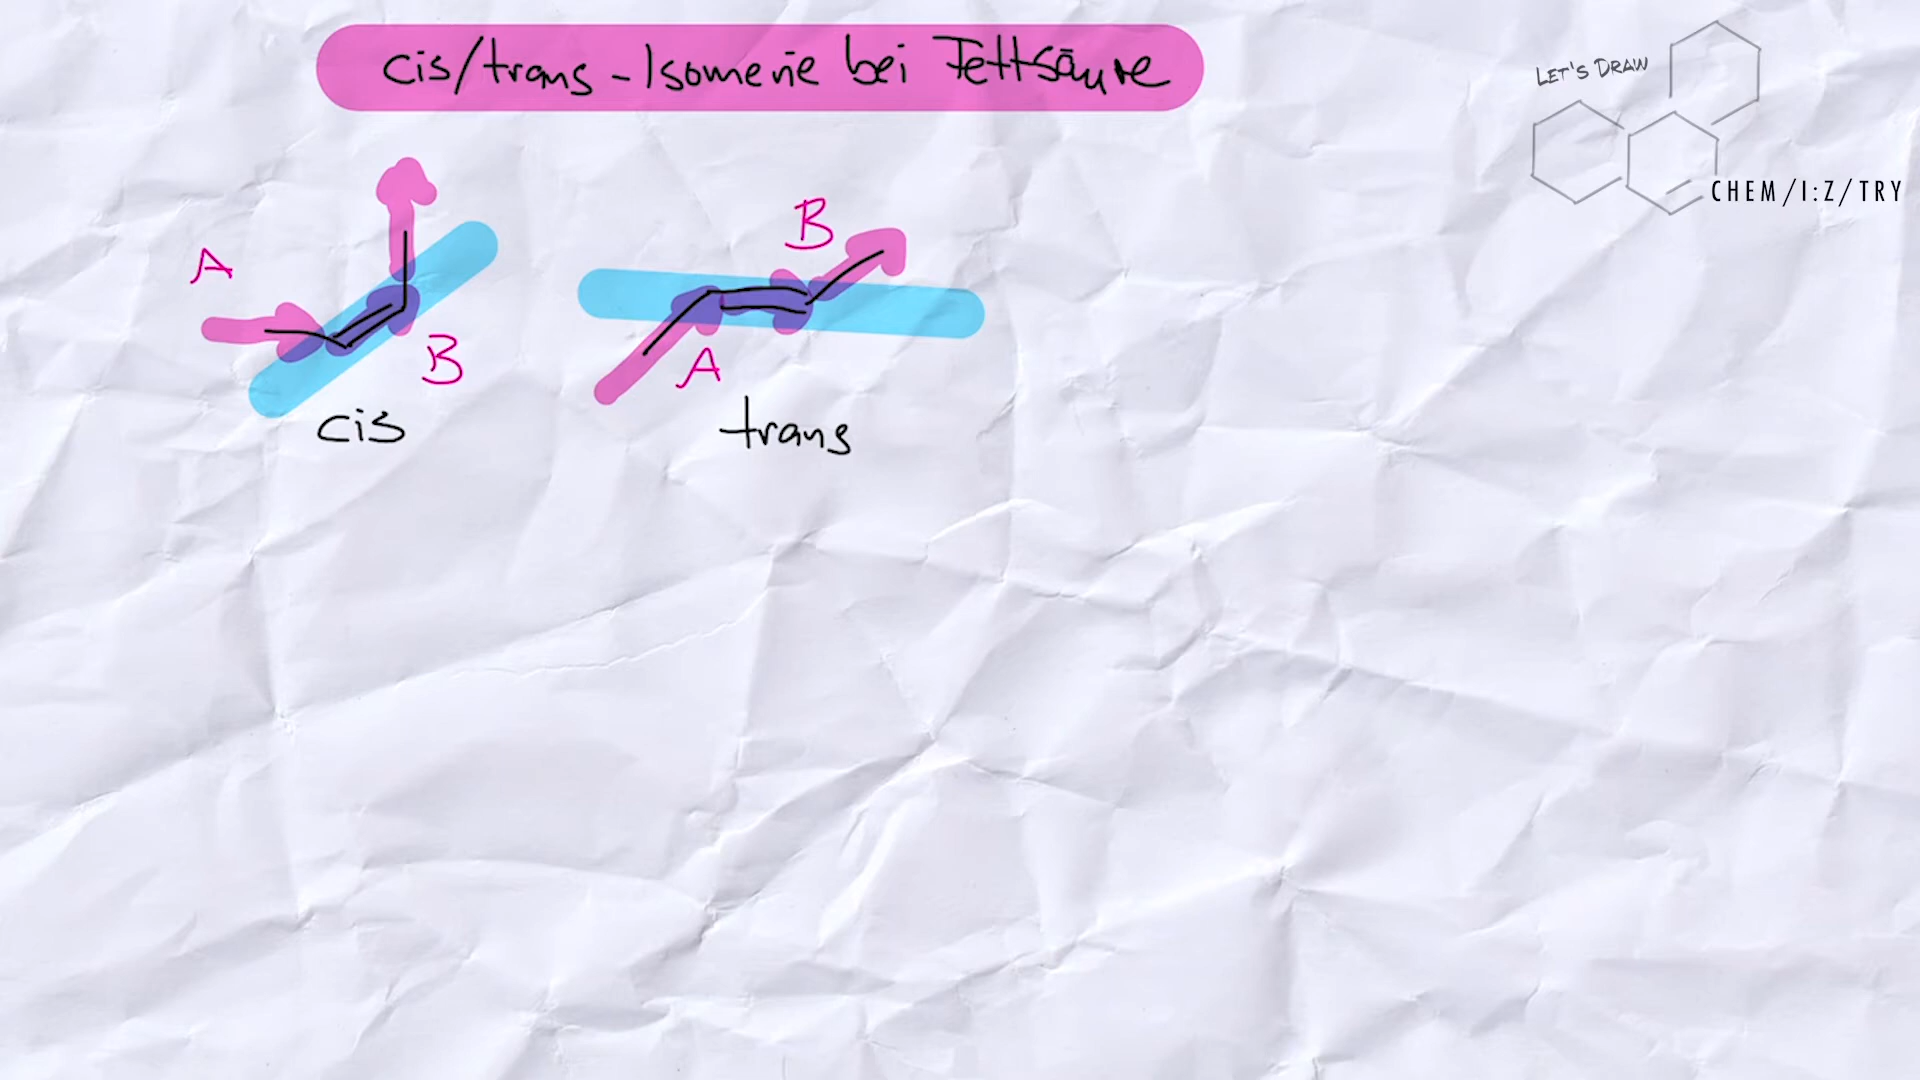 cis/trans - Isomerie bei Fettsäure
LET'S DRAW
CHEM/I:Z/TRY
A
B
B
A
cis
trans